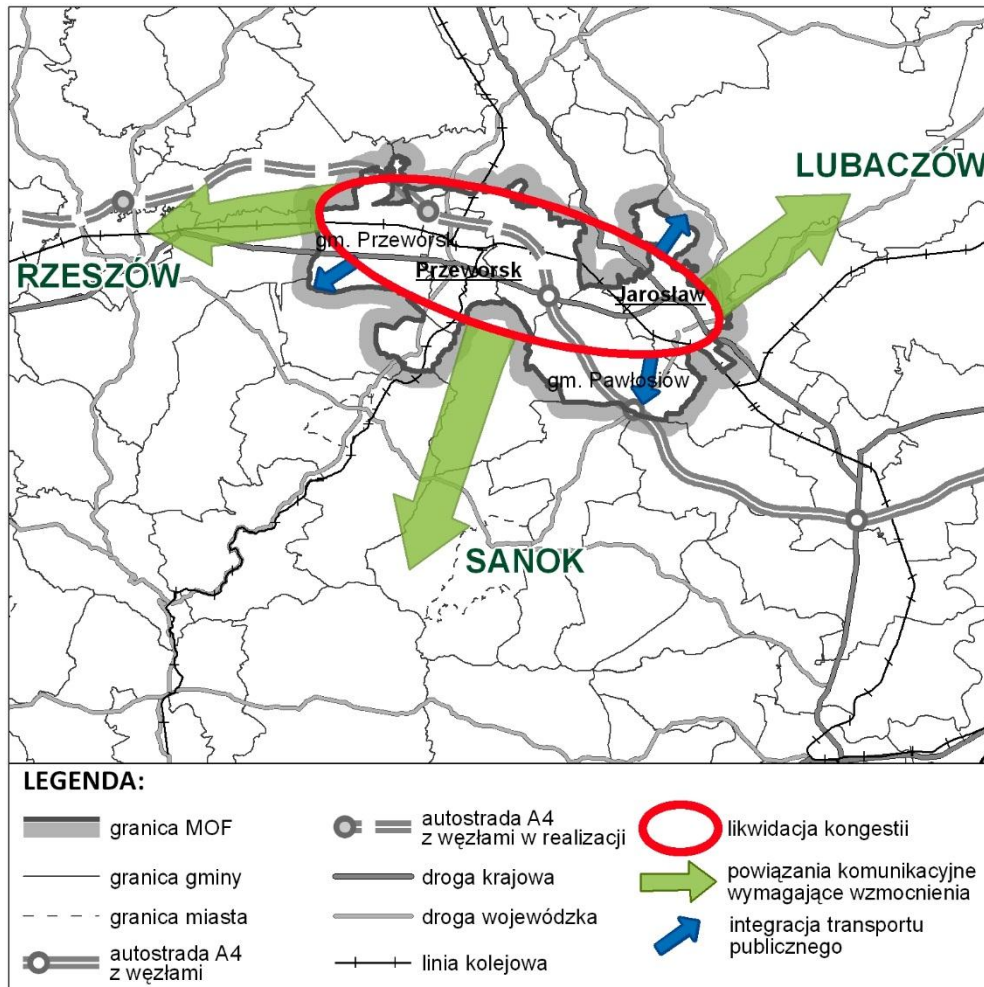 LUBACZÓW
gm. Przeworsk
RZESZÓW
Przeworsk
Jarosław
gm. Pawłosiów
SANOK
LEGENDA:
granica MOF
granica gminy
granica miasta
autostrada A4
z węzłami
autostrada A4
z węzłami w realizacji
droga krajowa
droga wojewódzka
linia kolejowa
likwidacja kongestii
powiązania komunikacyjne
wymagające wzmocnienia
integracja transportu
publicznego